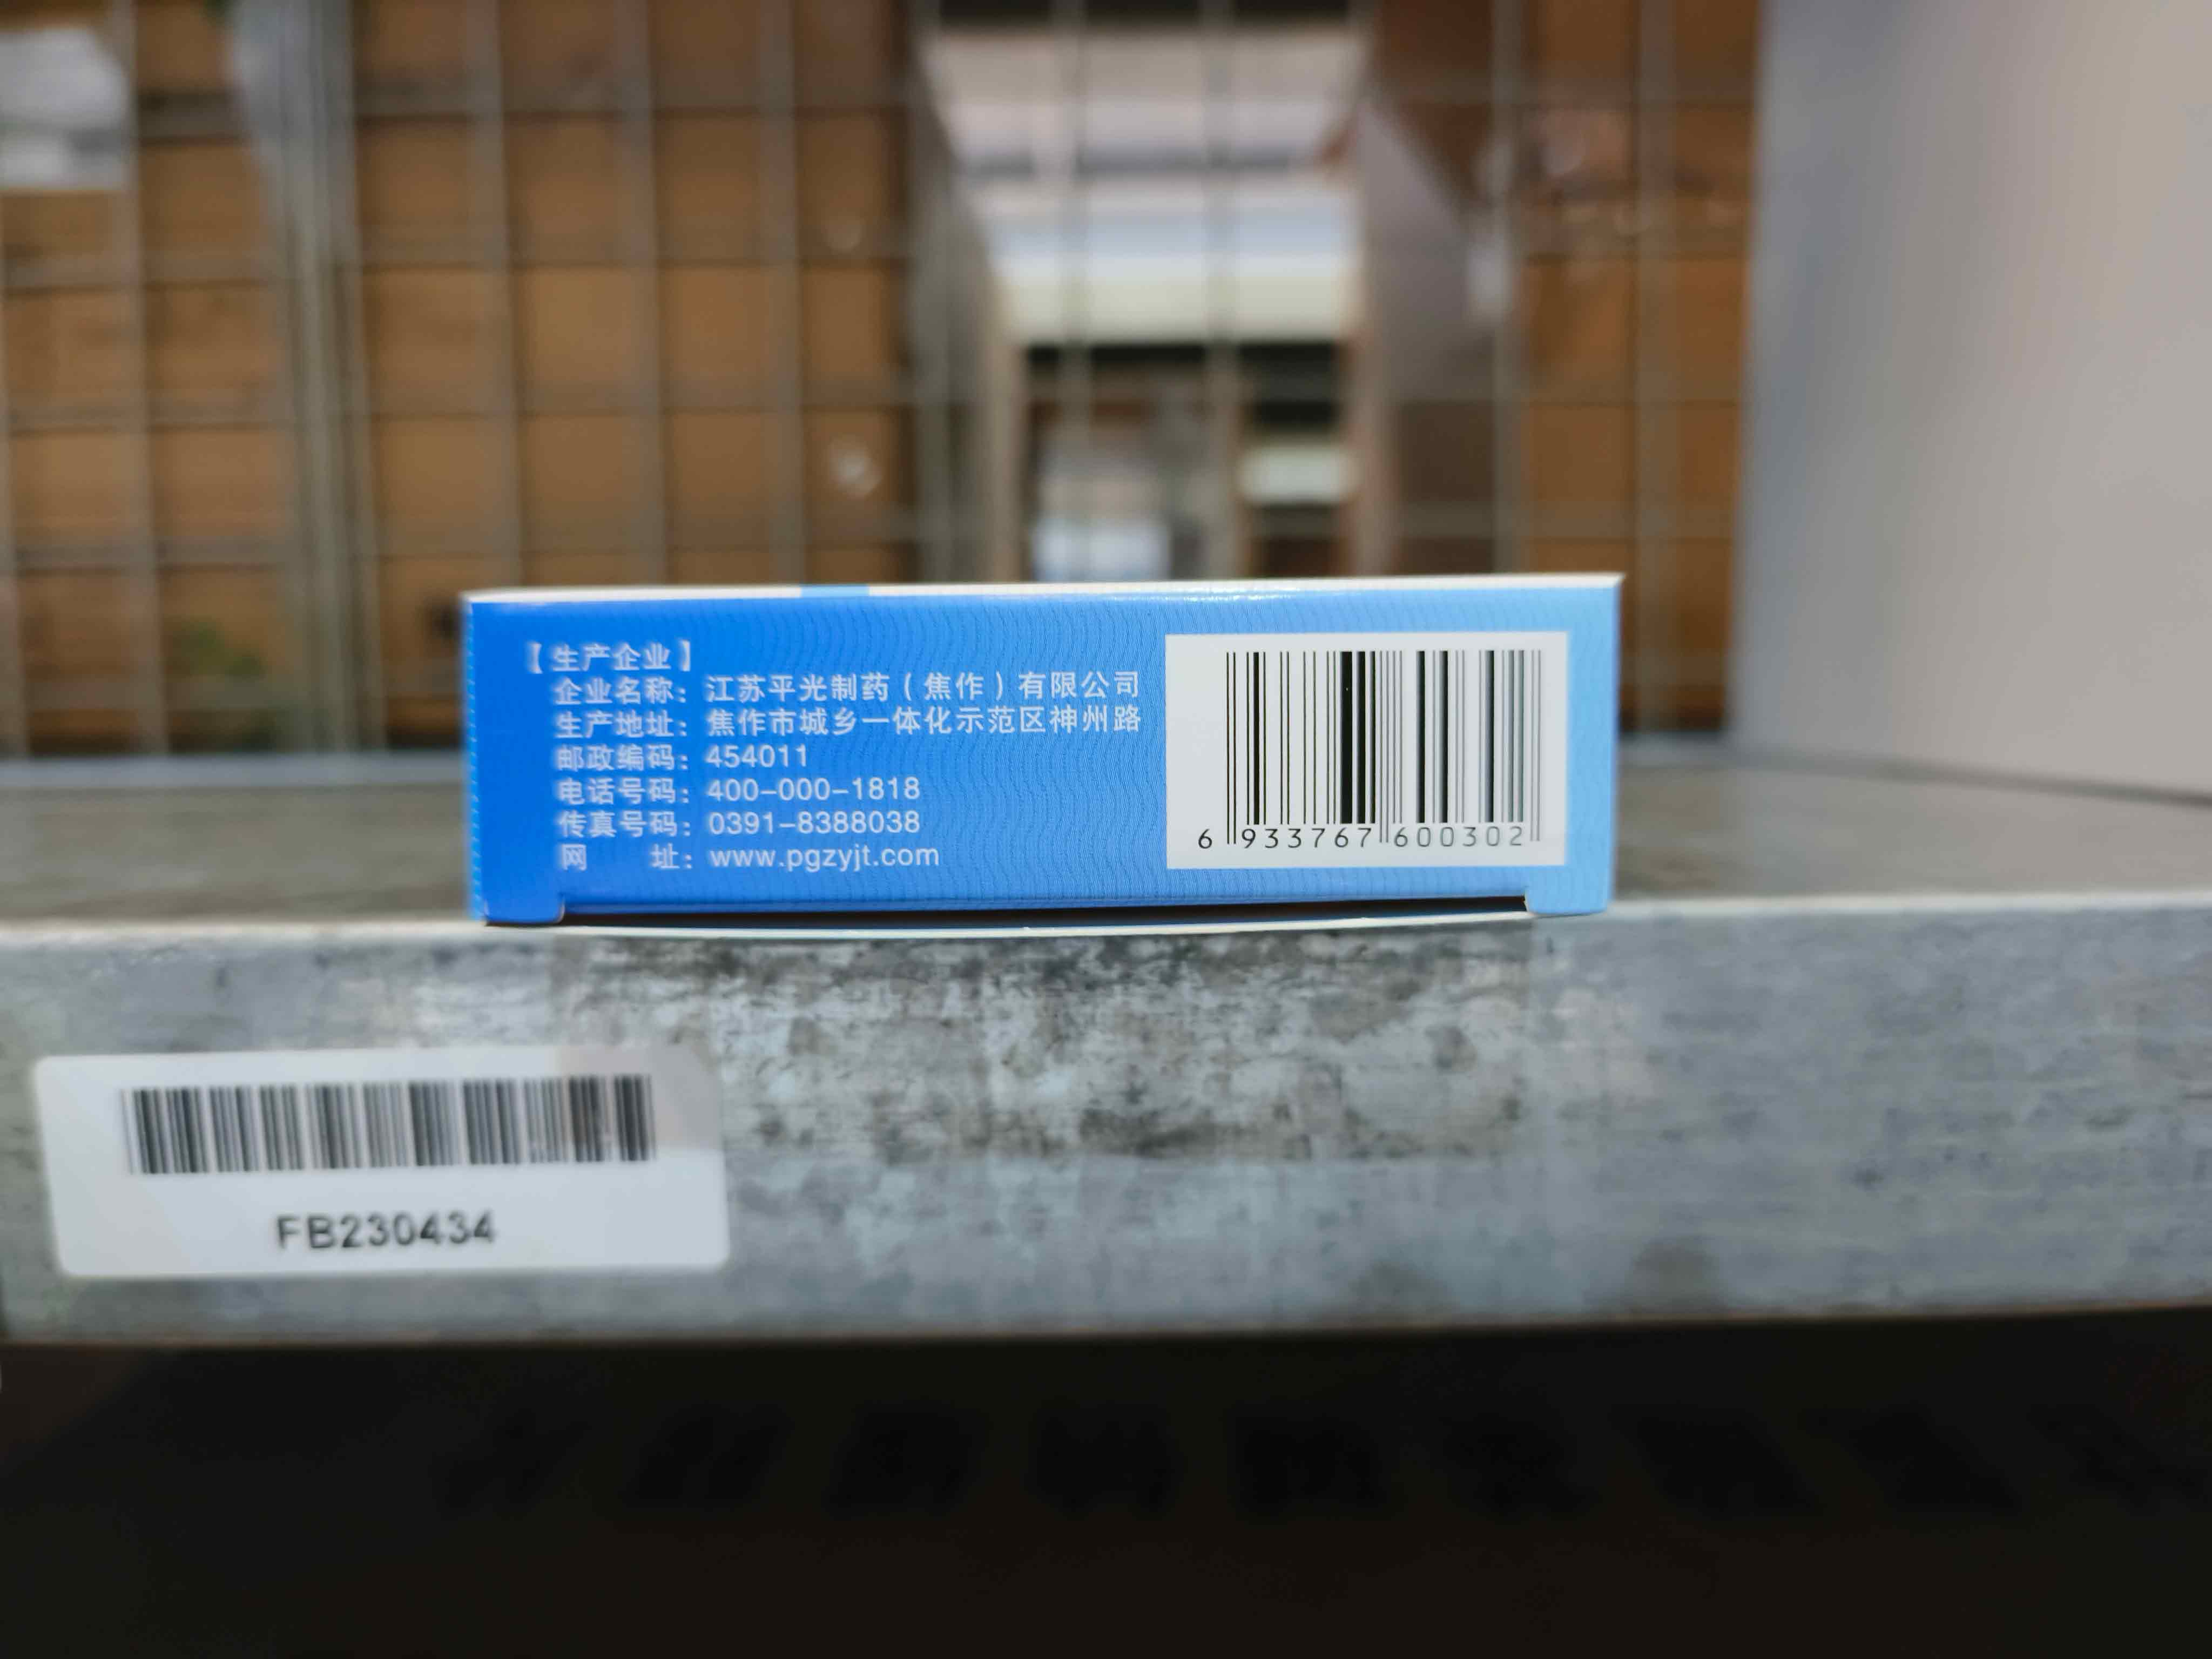 【生产企业】
企业名称：江苏平光制药（焦作）有限公司
生产地址：焦作市城乡一体化示范区神州路
邮政编码：454011
电话号码：400-000-1818
传真号码：0391-8388038
网 址：www.pgzyjt.com
6 933767 600302
FB230434